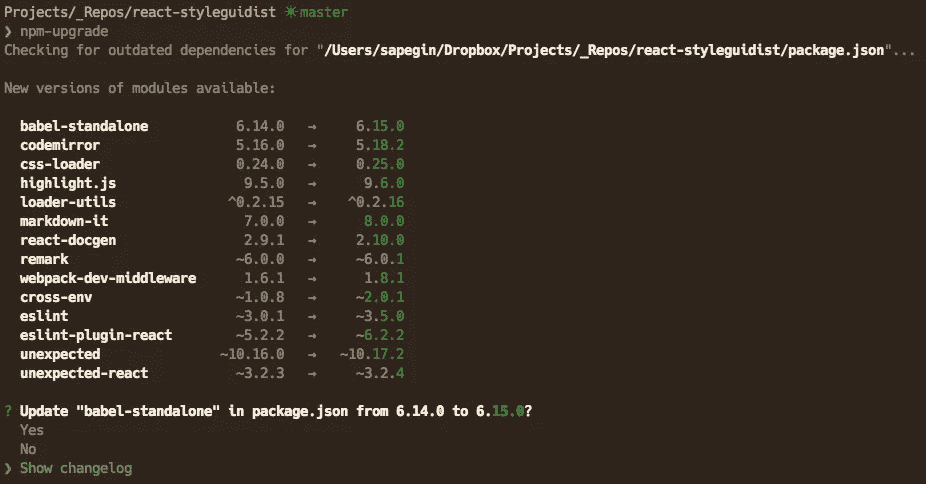 Projects/_Repos/react-styleguidist ☀master
❯ npm-upgrade
Checking for outdated dependencies for "/Users/sapegin/Dropbox/Projects/_Repos/react-styleguidist/package.json"...
New versions of modules available:
babel-standalone 6.14.0 → 6.15.0
codemirror 5.16.0 → 5.18.2
css-loader 0.24.0 → 0.25.0
highlight.js 9.5.0 → 9.6.0
loader-utils ^0.2.15 → ^0.2.16
markdown-it 7.0.0 → 8.0.0
react-docgen 2.9.1 → 2.10.0
remark ~6.0.0 → ~6.0.1
webpack-dev-middleware 1.6.1 → 1.8.1
cross-env ~1.0.8 → ~2.0.1
eslint ~3.0.1 → ~3.5.0
eslint-plugin-react ~5.2.2 → ~6.2.2
unexpected ~10.16.0 → ~10.17.2
unexpected-react ~3.2.3 → ~3.2.4
? Update "babel-standalone" in package.json from 6.14.0 to 6.15.0?
Yes
No
❯ Show changelog